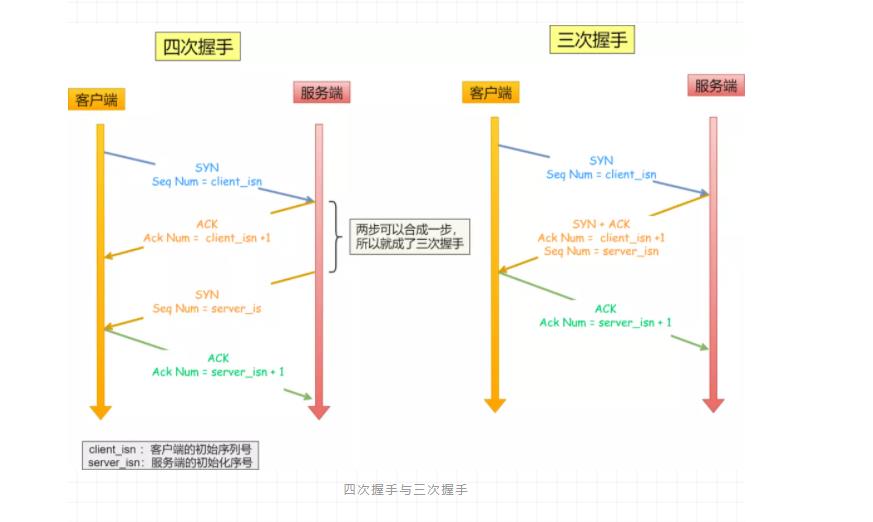 四次握手
三次握手
客户端
服务端
客户端
服务端
SYN
Seq Num = client_isn
ACK
Ack Num = client_isn +1
两步可以合成一步，
所以就成了三次握手
SYN
Seq Num = server_is
ACK
Ack Num = server_isn + 1
SYN
Seq Num = client_isn
SYN + ACK
Ack Num = client_isn +1
Seq Num = server_isn
ACK
Ack Num = server_isn + 1
client_isn ：客户端的初始序列号
server_isn：服务端的初始化序号
四次握手与三次握手